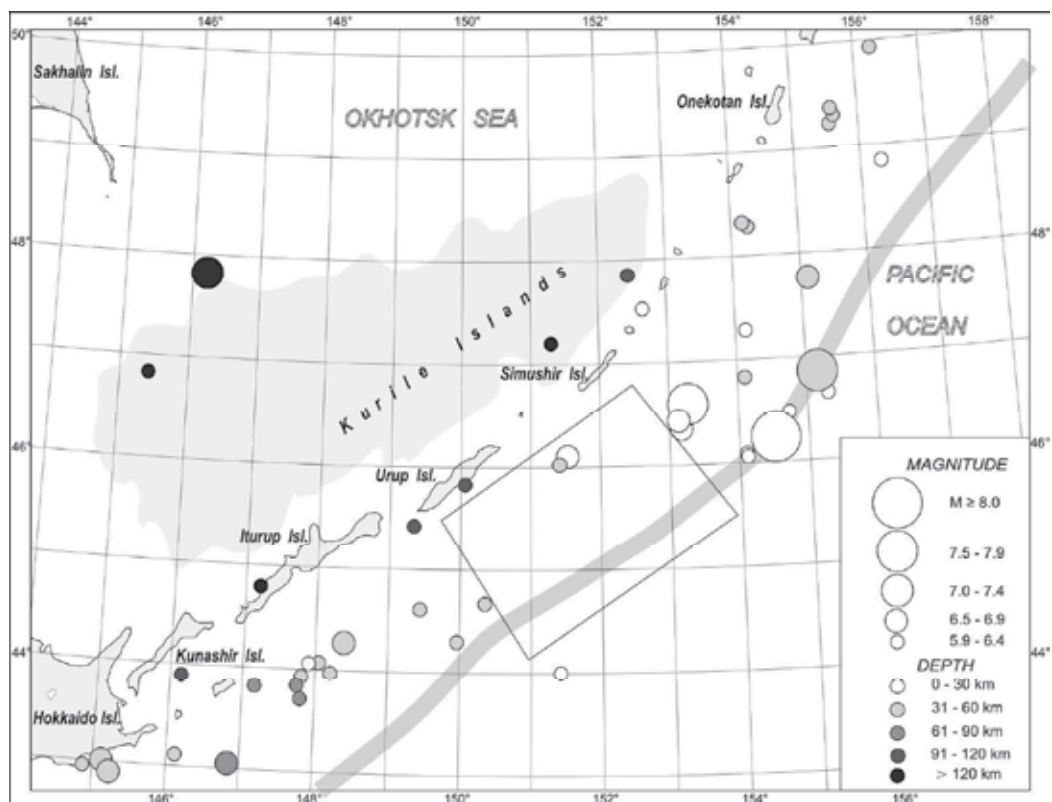 144° 146° 148° 150° 152° 154° 156° 158°
50°
50°
Sakhalin Isl.
OKHOTSK SEA
Onekotan Isl.
48°
48°
PACIFIC
OCEAN
Kurile Islands
Simushir Isl.
46°
46°
Urup Isl.
Iturup Isl.
44°
44°
Kunashir Isl.
Hokkaido Isl.
MAGNITUDE
M ≥ 8.0
7.5 - 7.9
7.0 - 7.4
6.5 - 6.9
5.9 - 6.4
DEPTH
0 - 30 км
31 - 60 km
61 - 90 km
91 - 120 km
> 120 km
146° 148° 150° 152° 154° 156°